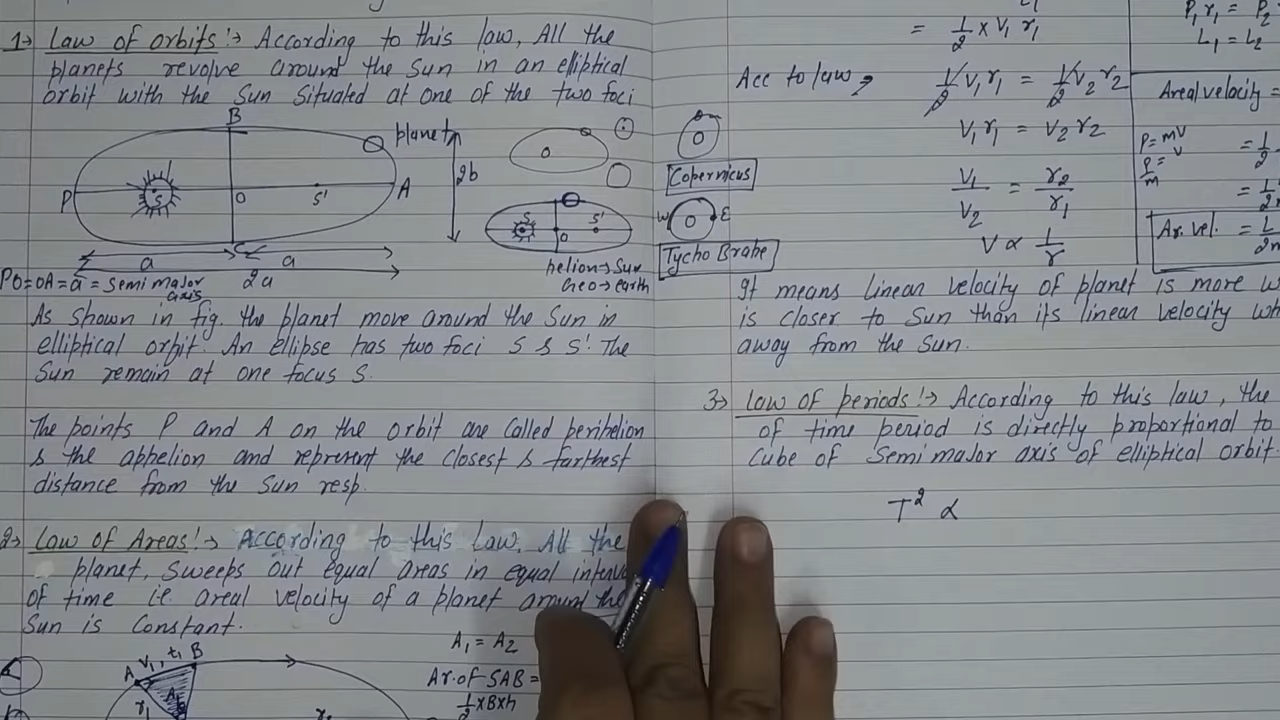 1→ Law of orbits:→ According to this law, All the
planets revolve around the Sun in an elliptical
orbit with the Sun Situated at one of the two foci
B
planet
P
S
O
S'
A
2b
C
a
a
2a
PO=OA=a = Semi major
axis
Copernicus
W
E
Tycho Brahe
S
O
S'
helion→Sun
Geo→earth
As shown in fig. the planet move around the Sun in
elliptical orbit. An ellipse has two foci S & S'. The
Sun remain at one focus S.
The points P and A on the orbit are called perihelion
& the aphelion and represent the closest & farthest
distance from the Sun resp.
2→ Law of Areas:→ According to this Law, All the
planet, Sweeps out equal areas in equal
of time i.e. areal velocity of a planet around the
Sun is Constant.
A₁ = A₂
Ar. of SAB =
1/2 ×B×h
A V₁, t₁ B
r₁
= 1/2 × V₁ r₁
Acc to law → 1/2 V₁r₁ = 1/2 V₂r₂
V₁r₁ = V₂r₂
V₁/V₂ = r₂/r₁
V ∝ 1/r
P₁r₁ = P₂
L₁ = L₂
Areal velocity =
P=mV
P/m = V
Ar. vel. = L
It means linear velocity of planet is more
is closer to Sun than its linear velocity
away from the Sun.
3→ Law of periods:→ According to this law, the
of time period is directly proportional to
Cube of Semi major axis of elliptical orbit.
T² ∝